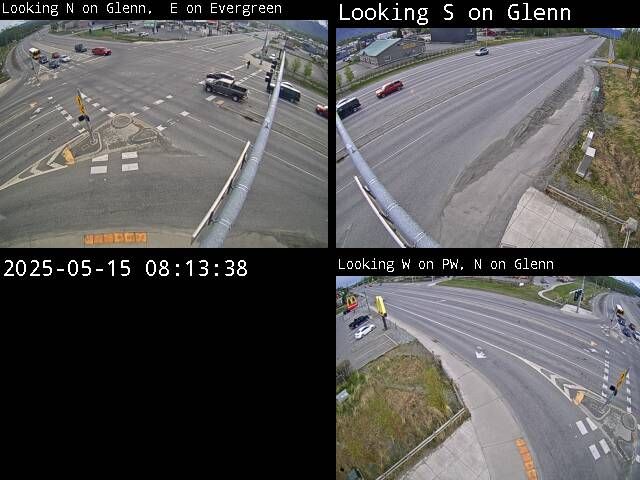 Looking N on Glenn,  E on Evergreen
Looking S on Glenn
2025-05-15 08:13:38
Looking W on PW, N on Glenn